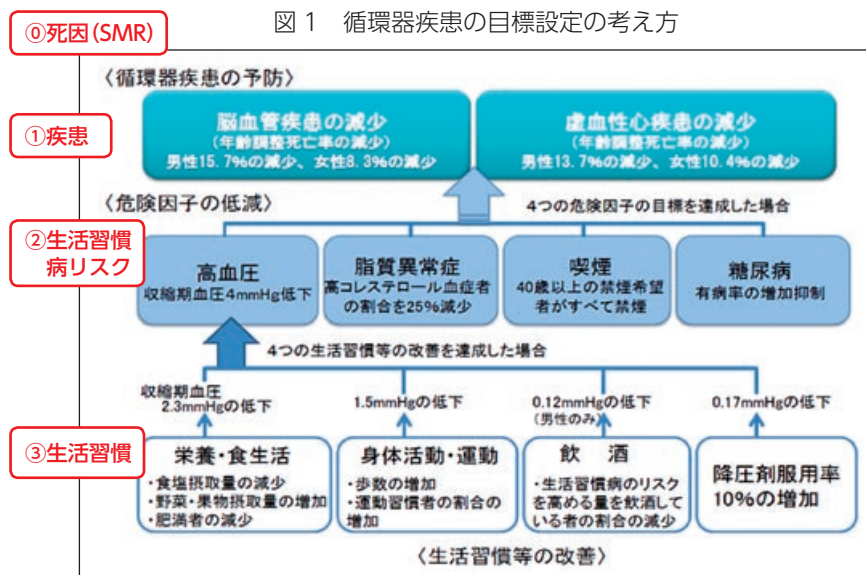 図 1　循環器疾患の目標設定の考え方
⓪死因(SMR)
〈循環器疾患の予防〉
①疾患
脳血管疾患の減少
(年齢調整死亡率の減少)
男性15.7%の減少、女性8.3%の減少
虚血性心疾患の減少
(年齢調整死亡率の減少)
男性13.7%の減少、女性10.4%の減少
〈危険因子の低減〉
4つの危険因子の目標を達成した場合
②生活習慣
病リスク
高血圧
収縮期血圧4mmHg低下
脂質異常症
高コレステロール血症者
の割合を25%減少
喫煙
40歳以上の禁煙希望
者がすべて禁煙
糖尿病
有病率の増加抑制
4つの生活習慣等の改善を達成した場合
収縮期血圧
2.3mmHgの低下
1.5mmHgの低下
0.12mmHgの低下
(男性のみ)
0.17mmHgの低下
③生活習慣
栄養・食生活
・食塩摂取量の減少
・野菜・果物摂取量の増加
・肥満者の減少
身体活動・運動
・歩数の増加
・運動習慣者の割合の
増加
飲　酒
・生活習慣病のリスク
を高める量を飲酒して
いる者の割合の減少
降圧剤服用率
10%の増加
〈生活習慣等の改善〉